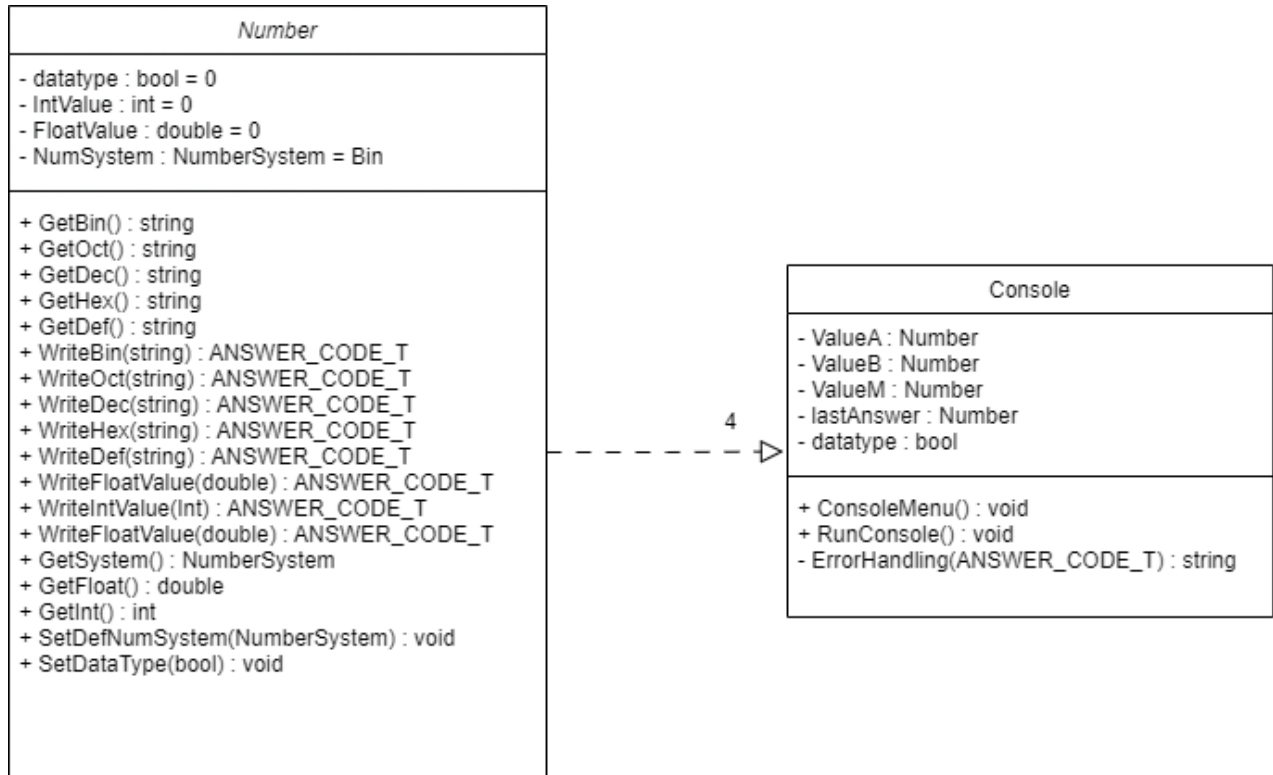 Number
- datatype : bool = 0
- IntValue : int = 0
- FloatValue : double = 0
- NumSystem : NumberSystem = Bin
+ GetBin() : string
+ GetOct() : string
+ GetDec() : string
+ GetHex() : string
+ GetDef() : string
+ WriteBin(string) : ANSWER_CODE_T
+ WriteOct(string) : ANSWER_CODE_T
+ WriteDec(string) : ANSWER_CODE_T
+ WriteHex(string) : ANSWER_CODE_T
+ WriteDef(string) : ANSWER_CODE_T
+ WriteFloatValue(double) : ANSWER_CODE_T
+ WriteIntValue(Int) : ANSWER_CODE_T
+ WriteFloatValue(double) : ANSWER_CODE_T
+ GetSystem() : NumberSystem
+ GetFloat() : double
+ GetInt() : int
+ SetDefNumSystem(NumberSystem) : void
+ SetDataType(bool) : void
4
Console
- ValueA : Number
- ValueB : Number
- ValueM : Number
- lastAnswer : Number
- datatype : bool
+ ConsoleMenu() : void
+ RunConsole() : void
- ErrorHandling(ANSWER_CODE_T) : string